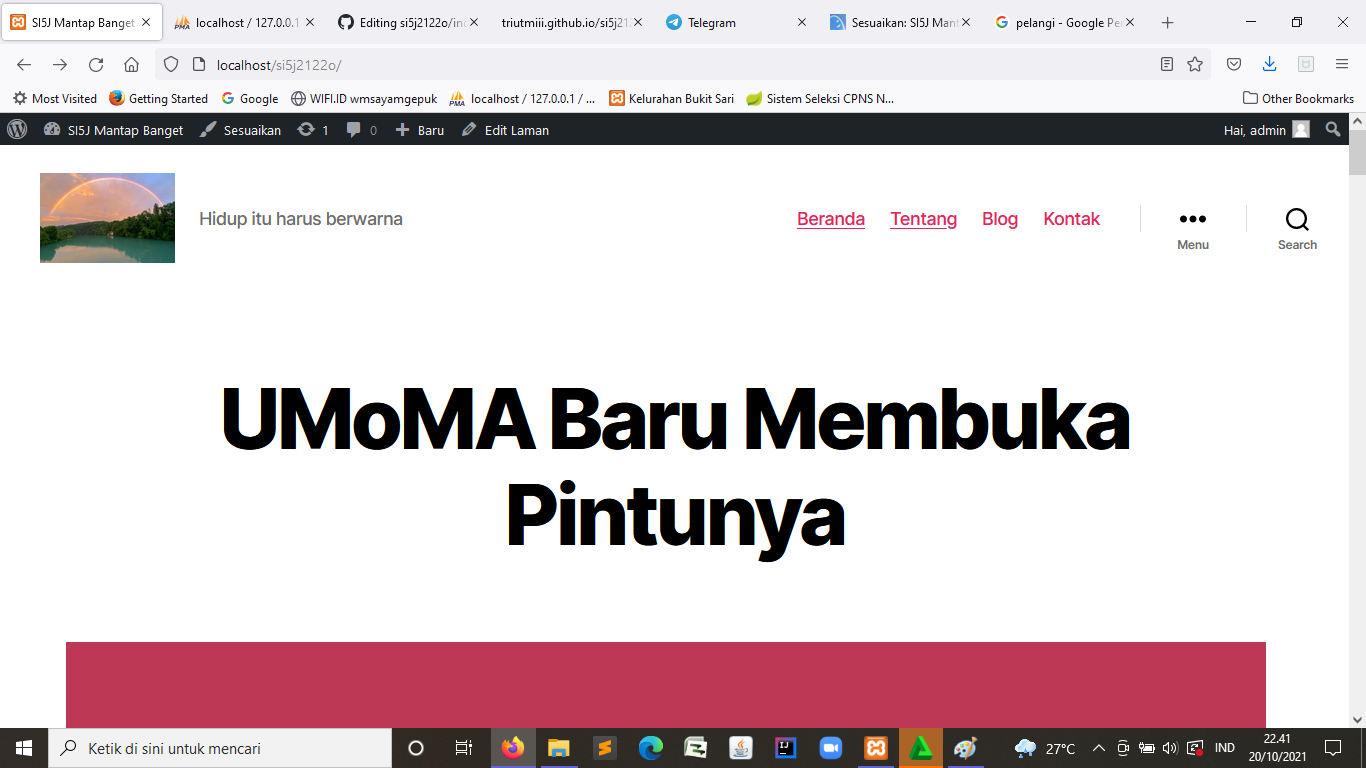 SI5J Mantap Banget
localhost / 127.0.0.1
Editing si5j2122o/in
triutmiii.github.io/si5j21
Telegram
Sesuaikan: SI5J Mant
pelangi - Google Pe
localhost/si5j2122o/
Most Visited
Getting Started
Google
WIFI.ID wmsayamgepuk
localhost / 127.0.0.1 / ...
Kelurahan Bukit Sari
Sistem Seleksi CPNS N...
Other Bookmarks
SI5J Mantap Banget
Sesuaikan
1
0
Baru
Edit Laman
Hai, admin
Hidup itu harus berwarna
Beranda
Tentang
Blog
Kontak
Menu
Search
UMoMA Baru Membuka
Pintunya
Ketik di sini untuk mencari
27°C
IND
22.41
20/10/2021